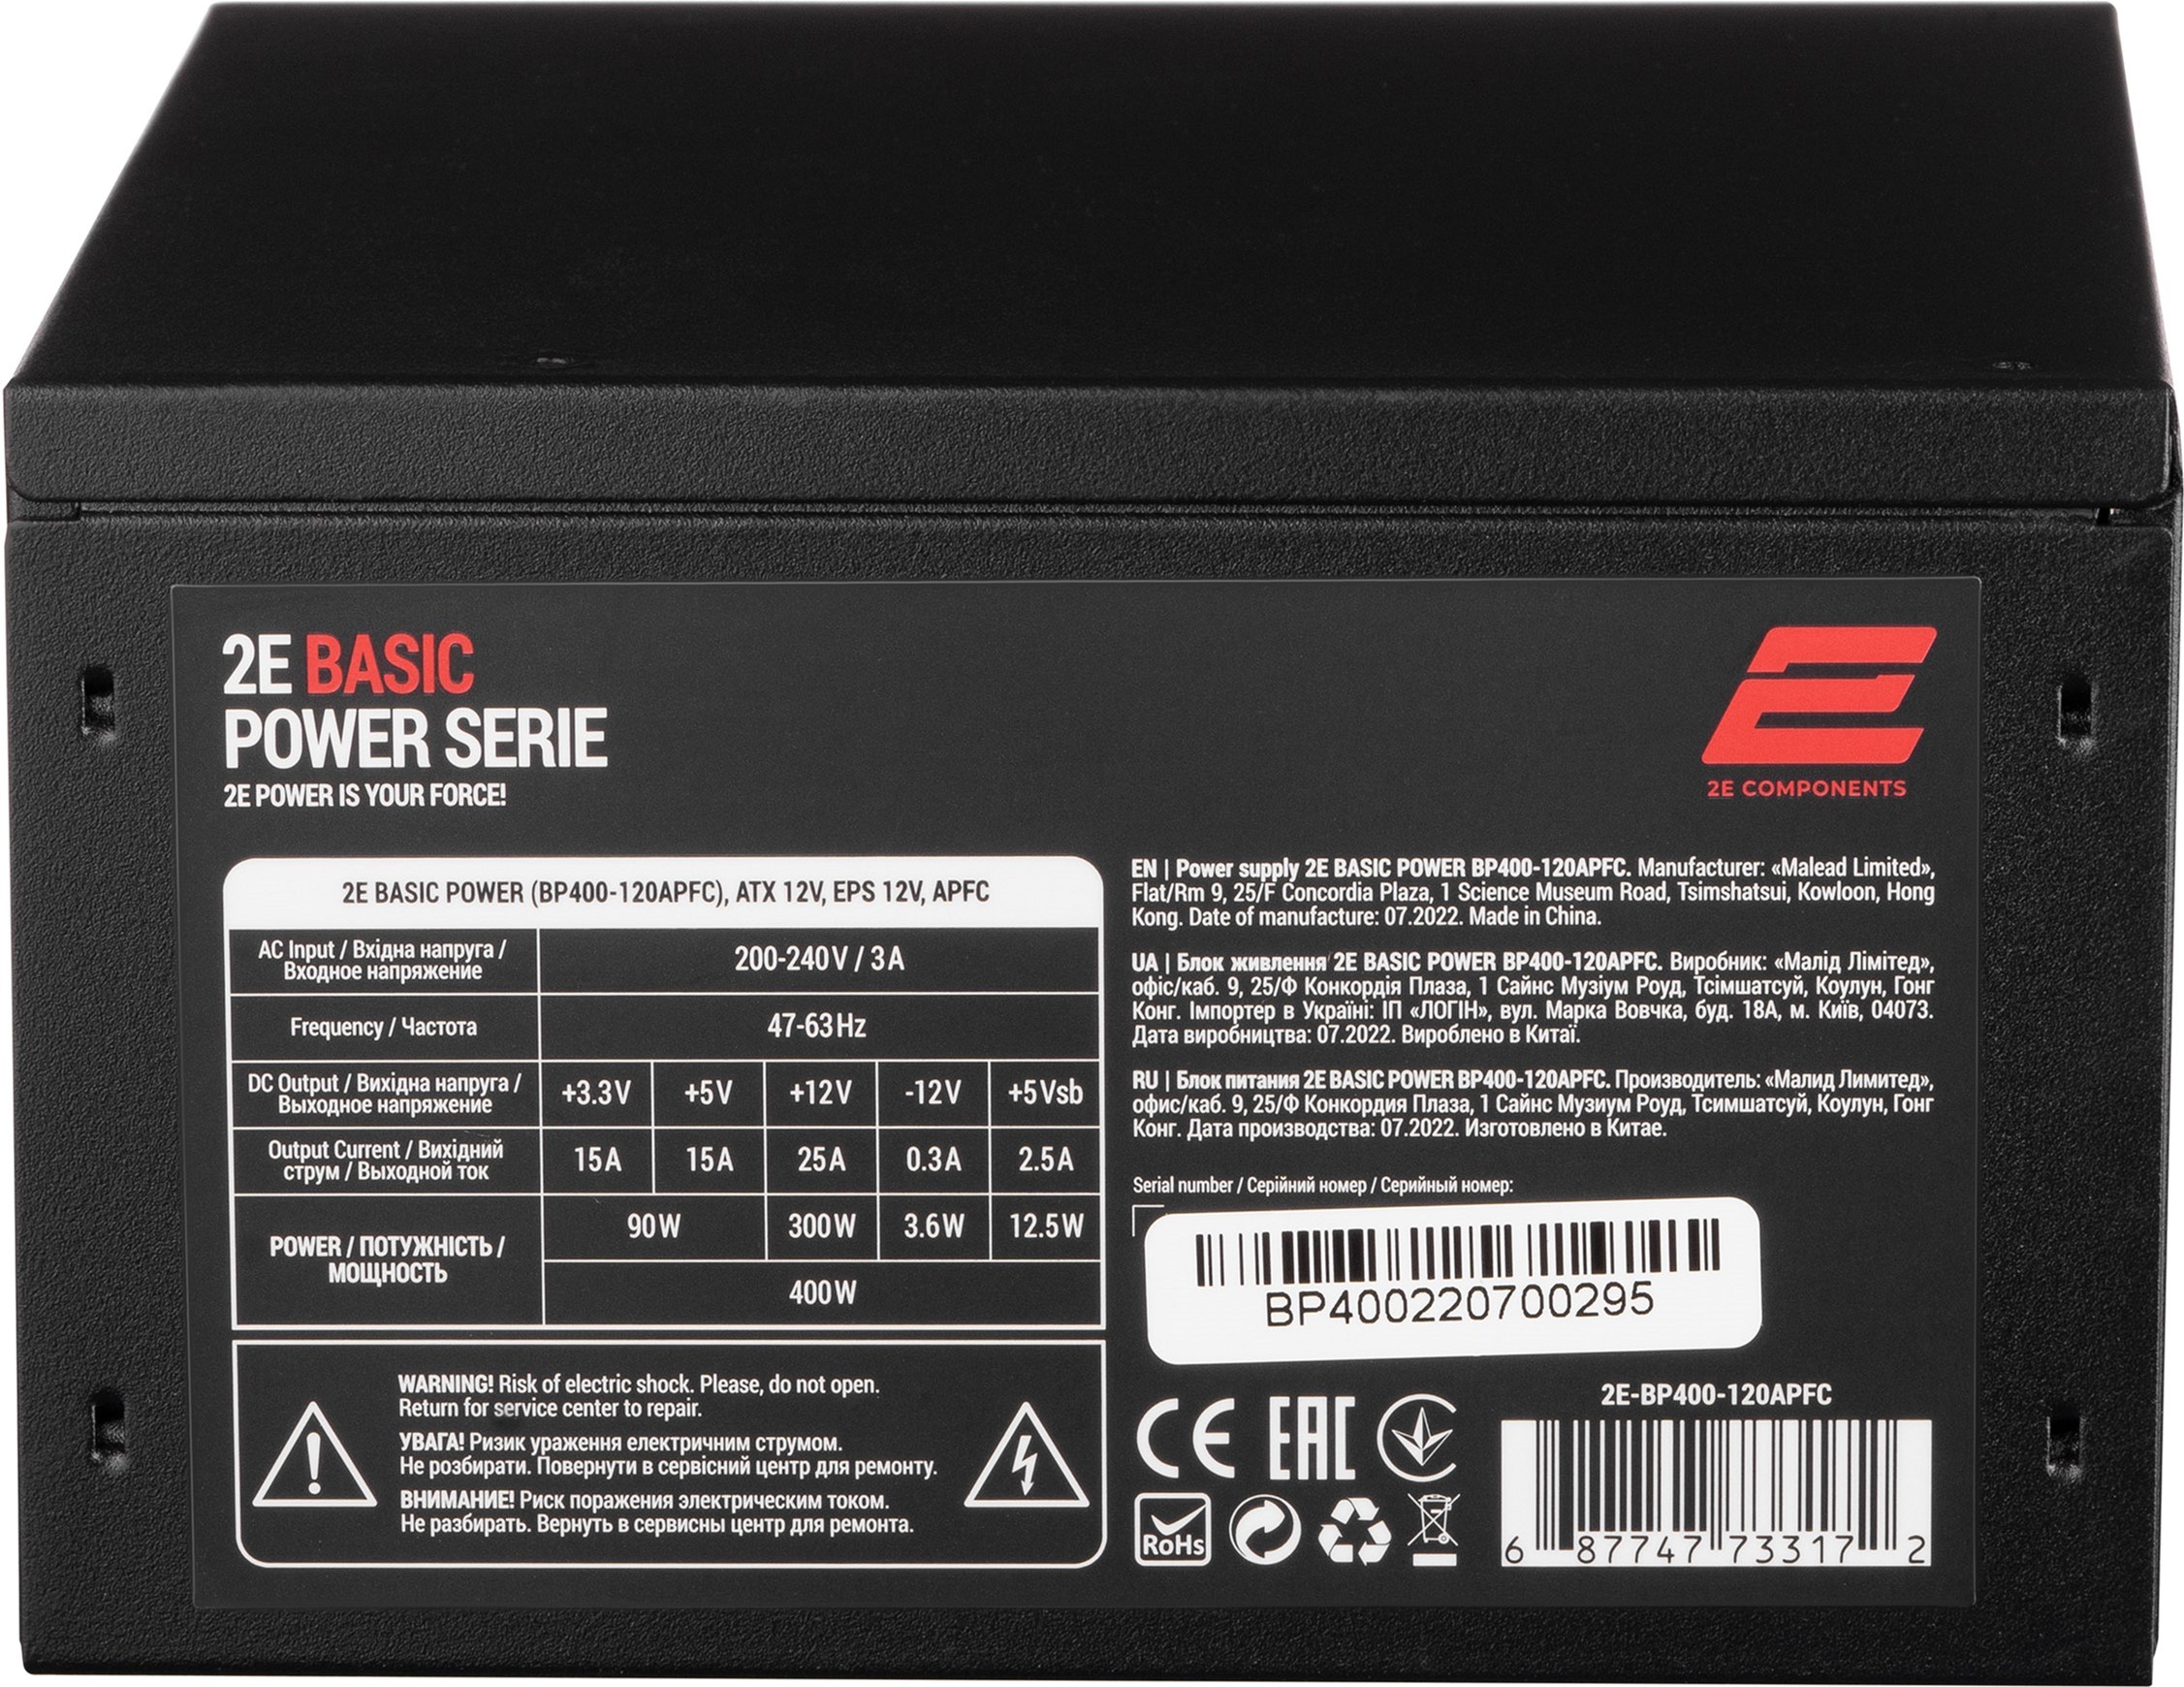 2E BASIC
POWER SERIE
2E POWER IS YOUR FORCE!
2E COMPONENTS
2E BASIC POWER (BP400-120APFC), ATX 12V, EPS 12V, APFC
AC Input / Вхідна напруга /
Входное напряжение
200-240V / 3A
Frequency / Частота
47-63Hz
DC Output / Вихідна напруга /
Выходное напряжение
+3.3V +5V +12V -12V +5Vsb
Output Current / Вихідний
струм / Выходной ток
15A 15A 25A 0.3A 2.5A
POWER / ПОТУЖНІСТЬ /
МОЩНОСТЬ
90W 300W 3.6W 12.5W
400W
WARNING! Risk of electric shock. Please, do not open.
Return for service center to repair.
УВАГА! Ризик ураження електричним струмом.
Не розбирати. Повернути в сервісний центр для ремонту.
ВНИМАНИЕ! Риск поражения электрическим током.
Не разбирать. Вернуть в сервисны центр для ремонта.
EN | Power supply 2E BASIC POWER BP400-120APFC. Manufacturer: «Malead Limited»,
Flat/Rm 9, 25/F Concordia Plaza, 1 Science Museum Road, Tsimshatsui, Kowloon, Hong
Kong. Date of manufacture: 07.2022. Made in China.
UA | Блок живлення 2E BASIC POWER BP400-120APFC. Виробник: «Малід Лімітед»,
офіс/каб. 9, 25/Ф Конкордія Плаза, 1 Сайнс Музіум Роуд, Тсімшатсуй, Коулун, Гонг
Конг. Імпортер в Україні: ІП «ЛОГІН», вул. Марка Вовчка, буд. 18А, м. Київ, 04073.
Дата виробництва: 07.2022. Вироблено в Китаї.
RU | Блок питания 2E BASIC POWER BP400-120APFC. Производитель: «Малид Лимитед»,
офис/каб. 9, 25/Ф Конкордия Плаза, 1 Сайнс Музиум Роуд, Тсимшатсуй, Коулун, Гонг
Конг. Дата производства: 07.2022. Изготовлено в Китае.
Serial number / Серійний номер / Серийный номер:
BP400220700295
CE EAC
RoHs
2E-BP400-120APFC
6 87747 73317 2